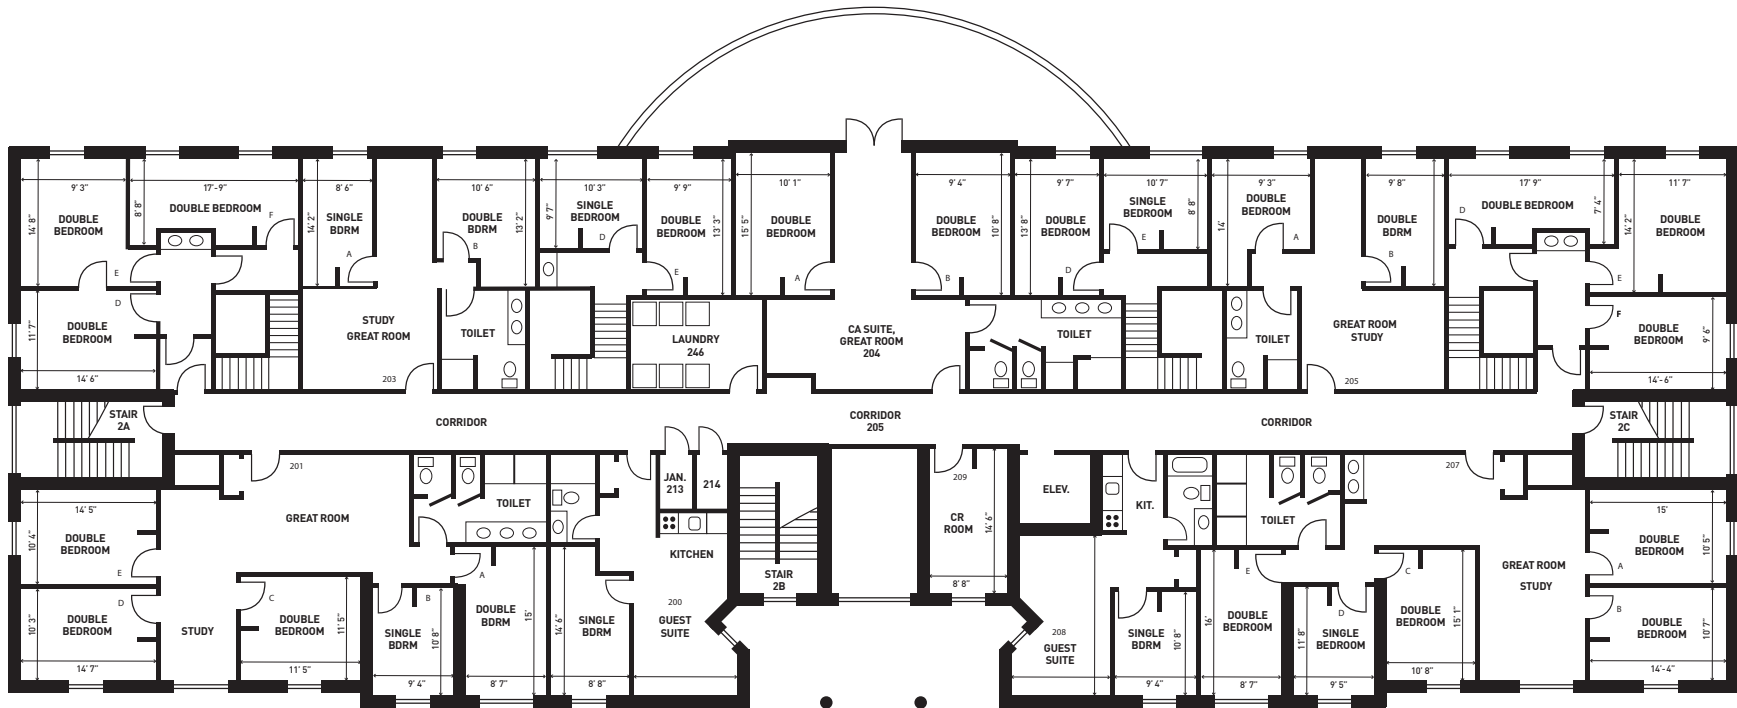 9' 3"
17'-9"
8' 6"
10' 6"
10' 3"
9' 9"
10' 1"
9' 4"
9' 7"
10' 7"
9' 3"
9' 8"
17' 9"
11' 7"
14' 8"
DOUBLE
BEDROOM
8' 8"
DOUBLE BEDROOM
F
14' 2"
SINGLE
BDRM
A
DOUBLE
BDRM
B
13' 2"
9' 7"
SINGLE
BEDROOM
D
DOUBLE
BEDROOM
13' 3"
E
15' 5"
DOUBLE
BEDROOM
A
DOUBLE
BEDROOM
10' 8"
B
13' 8"
DOUBLE
BEDROOM
D
SINGLE
BEDROOM
8' 8"
E
14'
DOUBLE
BEDROOM
A
DOUBLE
BDRM
B
D
DOUBLE BEDROOM
7' 4"
14' 2"
DOUBLE
BEDROOM
E
E
D
11' 7"
DOUBLE
BEDROOM
14' 6"
STUDY
GREAT ROOM
203
TOILET
LAUNDRY
246
CA SUITE,
GREAT ROOM
204
TOILET
TOILET
GREAT ROOM
STUDY
205
F
DOUBLE
BEDROOM
9' 6"
14'-6"
STAIR
2A
CORRIDOR
CORRIDOR
205
CORRIDOR
STAIR
2C
201
GREAT ROOM
TOILET
JAN.
213
214
KITCHEN
STAIR
2B
209
CR
ROOM
14' 6"
8' 8"
ELEV.
KIT.
TOILET
207
14' 5"
10' 4"
DOUBLE
BEDROOM
E
D
10' 3"
DOUBLE
BEDROOM
14' 7"
STUDY
C
DOUBLE
BEDROOM
11' 5"
11' 5"
B
SINGLE
BDRM
10' 8"
9' 4"
A
DOUBLE
BDRM
15'
8' 7"
14' 6"
SINGLE
BDRM
8' 8"
200
GUEST
SUITE
208
GUEST
SUITE
SINGLE
BDRM
10' 8"
9' 4"
16'
E
DOUBLE
BEDROOM
8' 7"
11' 8"
D
SINGLE
BEDROOM
9' 5"
C
DOUBLE
BEDROOM
15' 1"
10' 8"
GREAT ROOM
STUDY
15'
DOUBLE
BEDROOM
10' 5"
A
B
DOUBLE
BEDROOM
10' 7"
14'-4"